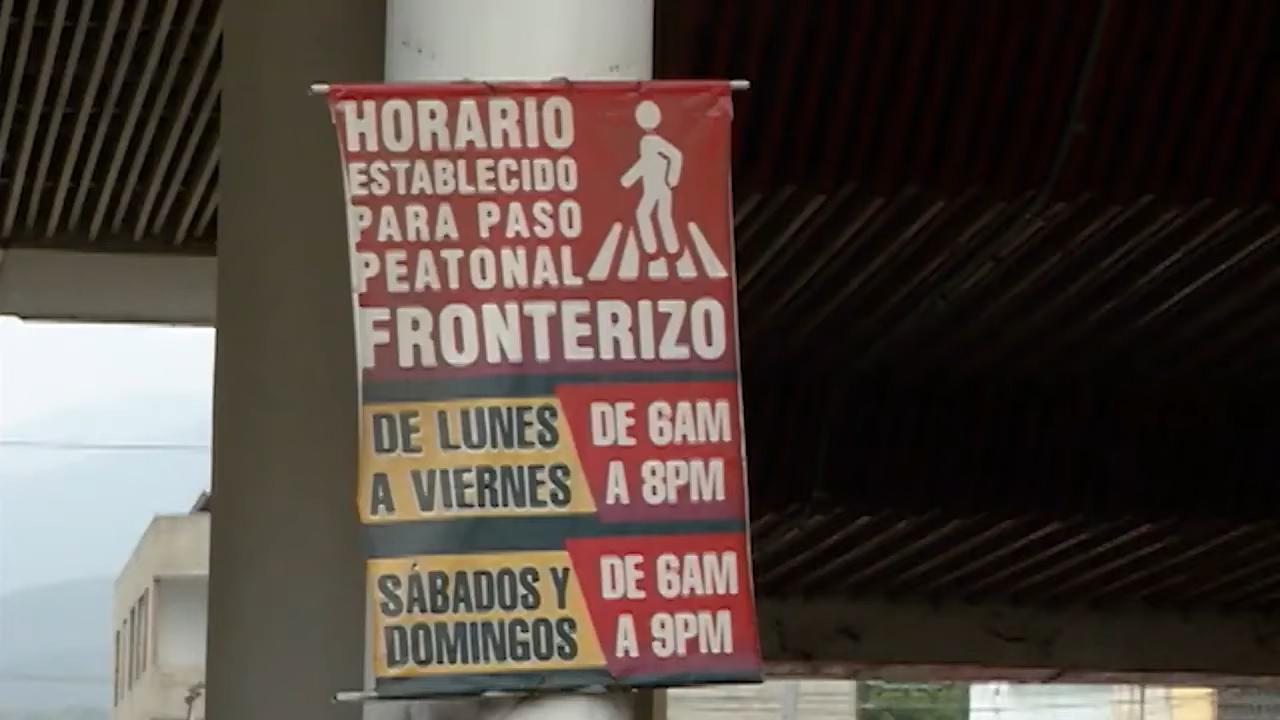 HORARIO
ESTABLECIDO
PARA PASO
PEATONAL
FRONTERIZO
DE LUNES
A VIERNES
DE 6AM
A 8PM
SÁBADOS Y
DOMINGOS
DE 6AM
A 9PM